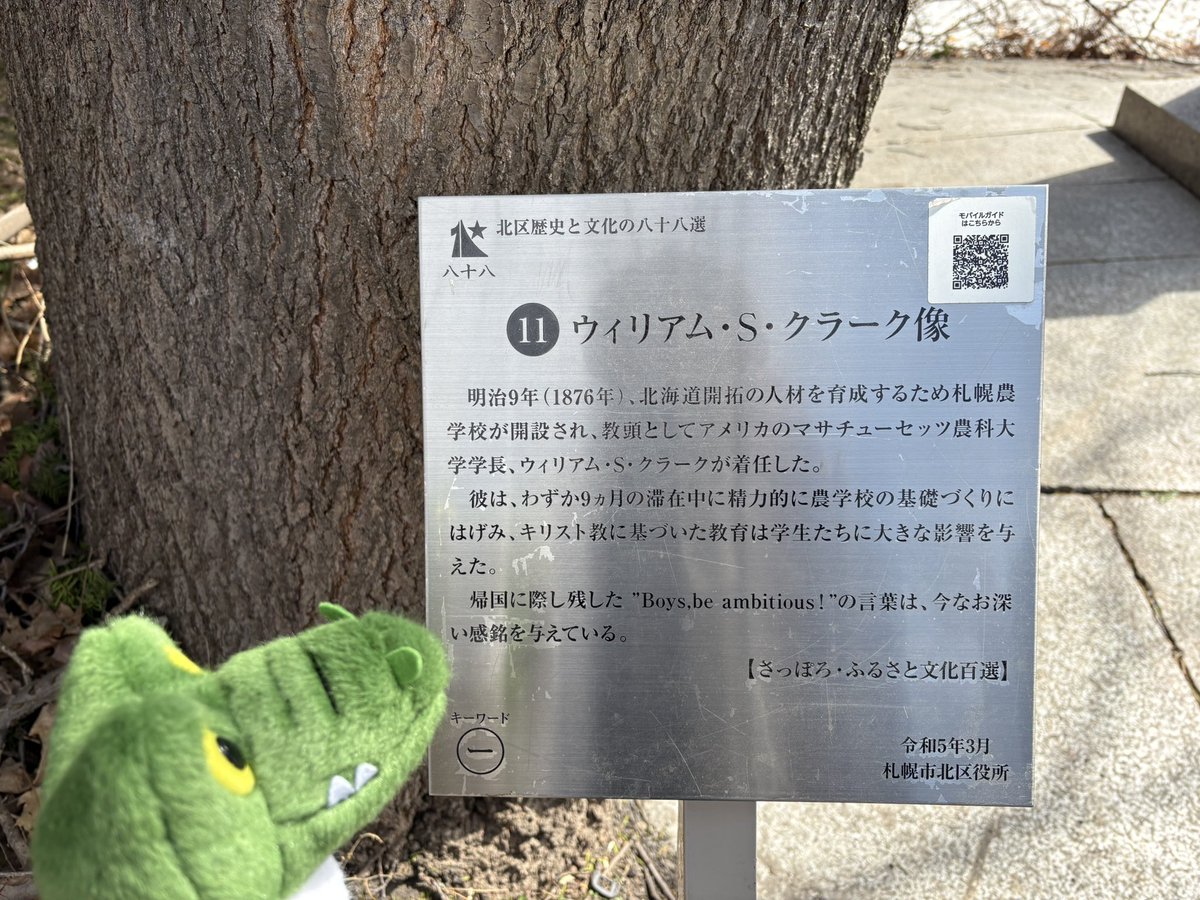 北区歴史と文化の八十八選
八十八
モバイルガイド
はこちらから
11 ウィリアム・S・クラーク像
明治9年(1876年)、北海道開拓の人材を育成するため札幌農
学校が開設され、教頭としてアメリカのマサチューセッツ農科大
学学長、ウィリアム・S・クラークが着任した。
彼は、わずか9ヵ月の滞在中に精力的に農学校の基礎づくりに
はげみ、キリスト教に基づいた教育は学生たちに大きな影響を与
えた。
帰国に際し残した "Boys,be ambitious!"の言葉は、今なお深
い感銘を与えている。
【さっぽろ・ふるさと文化百選】
キーワード
一
令和5年3月
札幌市北区役所